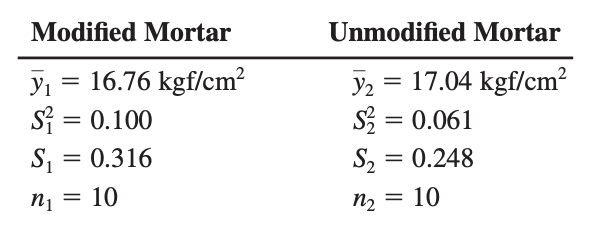 Modified Mortar Unmodified Mortar
ȳ₁ = 16.76 kgf/cm² ȳ₂ = 17.04 kgf/cm²
S₁² = 0.100 S₂² = 0.061
S₁ = 0.316 S₂ = 0.248
n₁ = 10 n₂ = 10